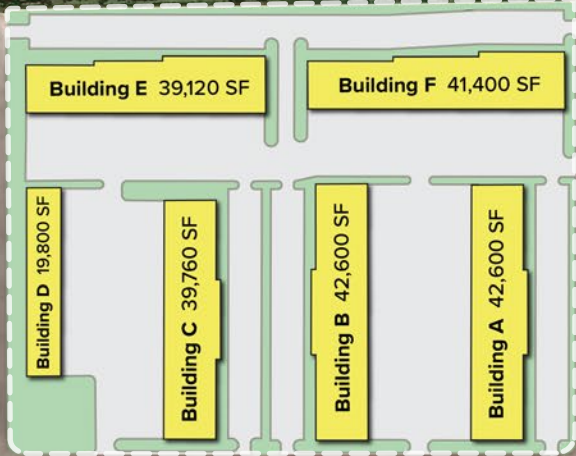 Building E 39,120 SF
Building F 41,400 SF
Building D 19,800 SF
Building C 39,760 SF
Building B 42,600 SF
Building A 42,600 SF